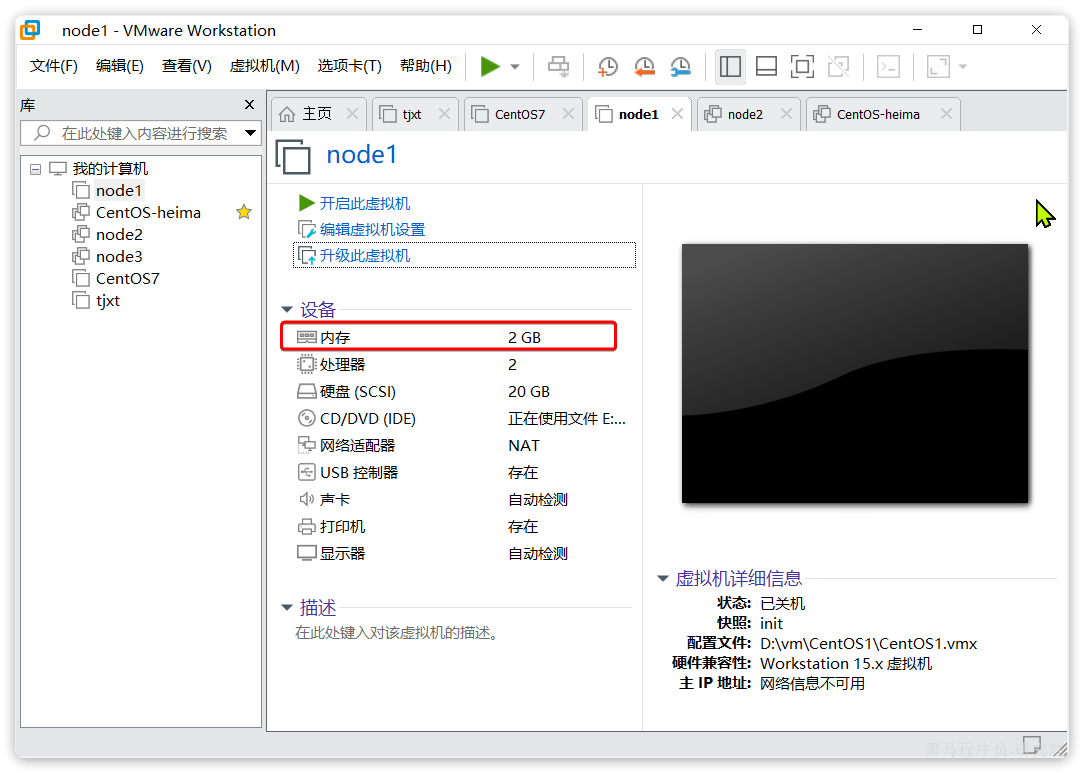 node1 - VMware Workstation
文件(F) 编辑(E) 查看(V) 虚拟机(M) 选项卡(T) 帮助(H)
库
在此处键入内容进行搜索
我的计算机
node1
CentOS-heima
node2
node3
CentOS7
tjxt
主页 tjxt CentOS7 node1 node2 CentOS-heima
node1
开启此虚拟机
编辑虚拟机设置
升级此虚拟机
设备
内存 2 GB
处理器 2
硬盘 (SCSI) 20 GB
CD/DVD (IDE) 正在使用文件 E:...
网络适配器 NAT
USB 控制器 存在
声卡 自动检测
打印机 存在
显示器 自动检测
描述
在此处键入对该虚拟机的描述。
虚拟机详细信息
状态: 已关机
快照: init
配置文件: D:\vm\CentOS1\CentOS1.vmx
硬件兼容性: Workstation 15.x 虚拟机
主 IP 地址: 网络信息不可用
黑马程序员